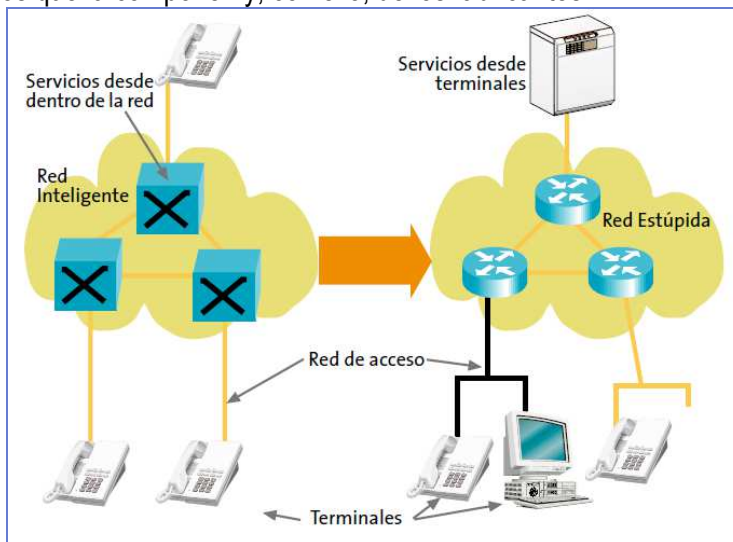 Servicios desde
dentro de la red
Red
Inteligente
Servicios desde
terminales
Red Estúpida
Red de acceso
Terminales